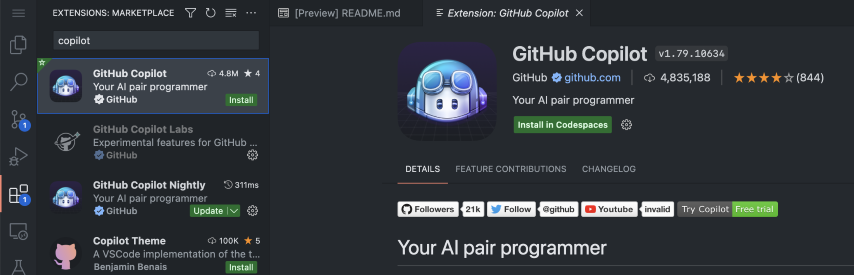 EXTENSIONS: MARKETPLACE
copilot
GitHub Copilot 4.8M ★ 4
Your AI pair programmer
GitHub Install
GitHub Copilot Labs
Experimental features for GitHub ...
GitHub
GitHub Copilot Nightly 311ms
Your AI pair programmer
GitHub Update
Copilot Theme 100K ★ 5
A VSCode implementation of the t...
Benjamin Benais Install
1
1
[Preview] README.md
Extension: GitHub Copilot
GitHub Copilot v1.79.10634
GitHub github.com 4,835,188 ★★★★☆ (844)
Your AI pair programmer
Install in Codespaces
DETAILS FEATURE CONTRIBUTIONS CHANGELOG
Followers 21k Follow @github Youtube invalid Try Copilot Free trial
Your AI pair programmer